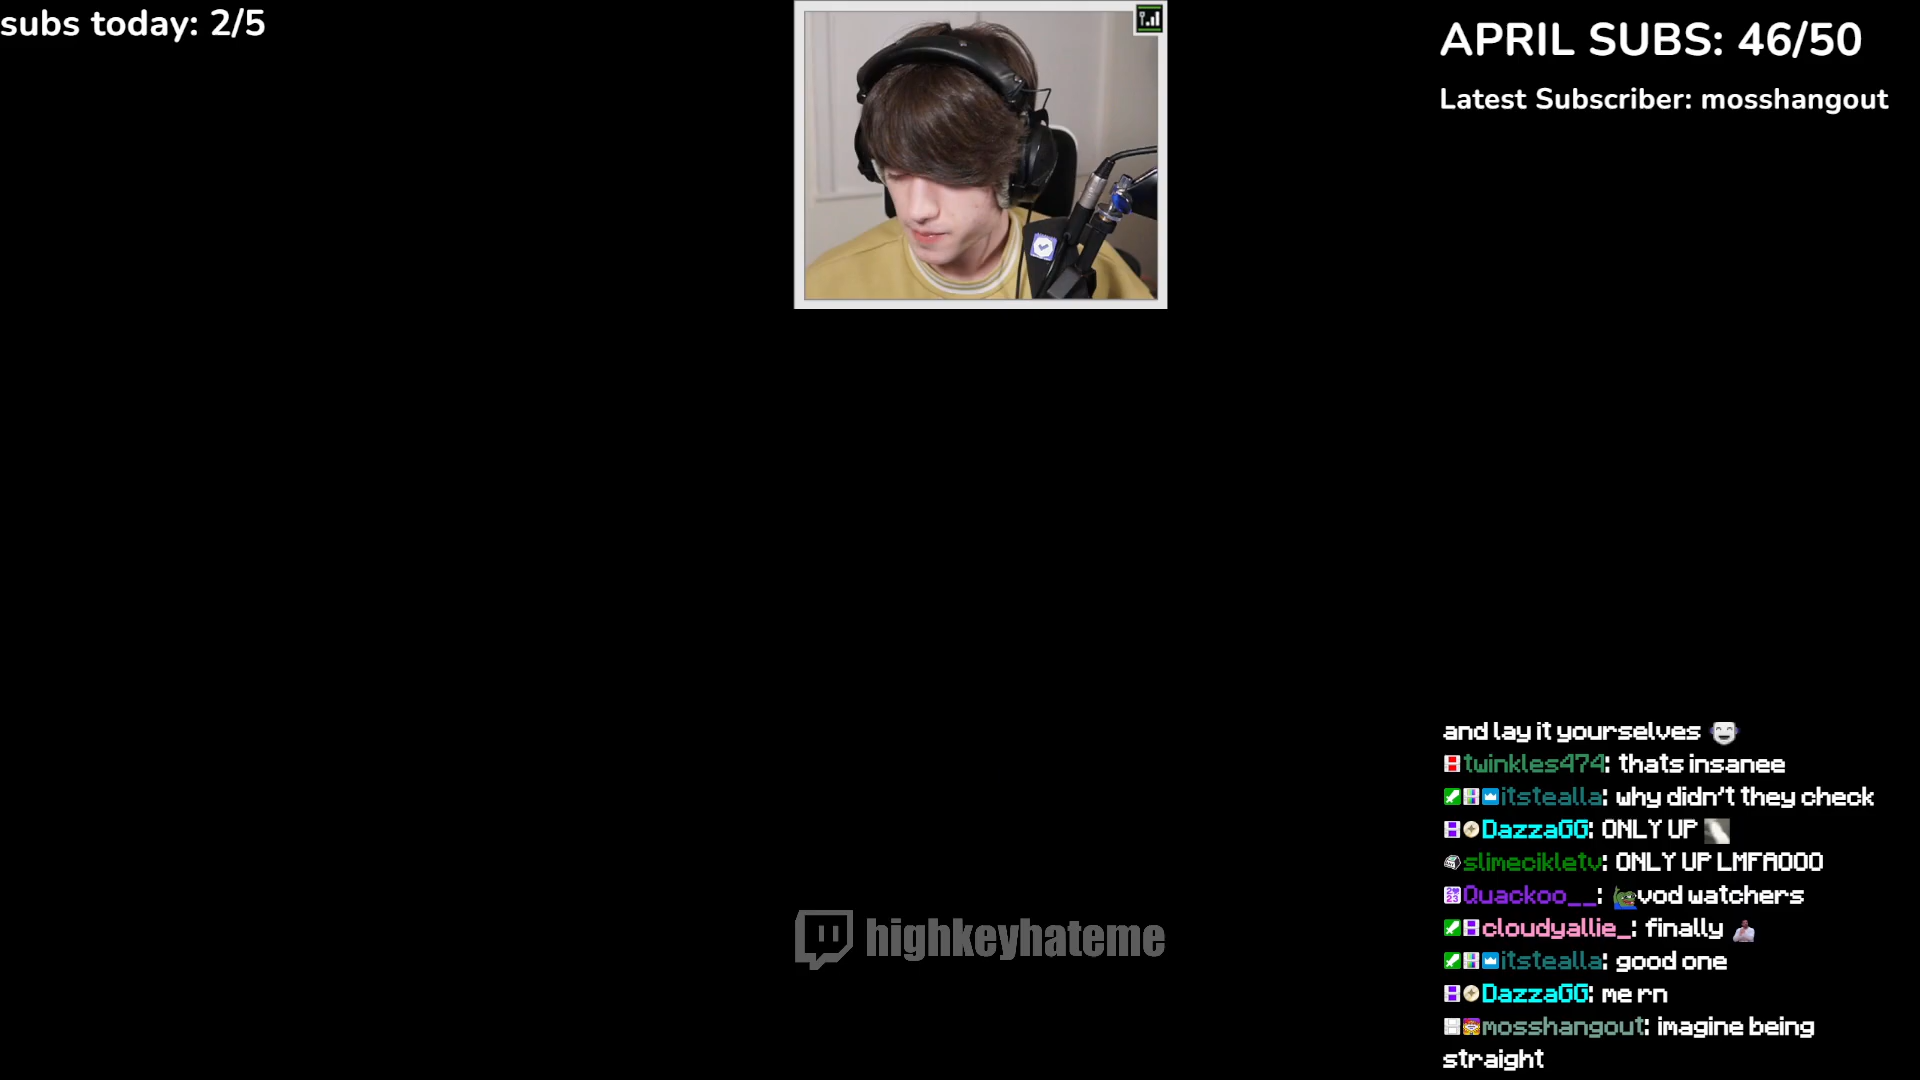 subs today: 2/5
APRIL SUBS: 46/50
Latest Subscriber: mosshangout
and lay it yourselves
twinkles474: thats insanee
itstealla: why didn't they check
DazzaGG: ONLY UP
slimecikletv: ONLY UP LMFAOOO
Quackoo__: vod watchers
cloudyallie_: finally
itstealla: good one
DazzaGG: me rn
mosshangout: imagine being
straight
highkeyhateme